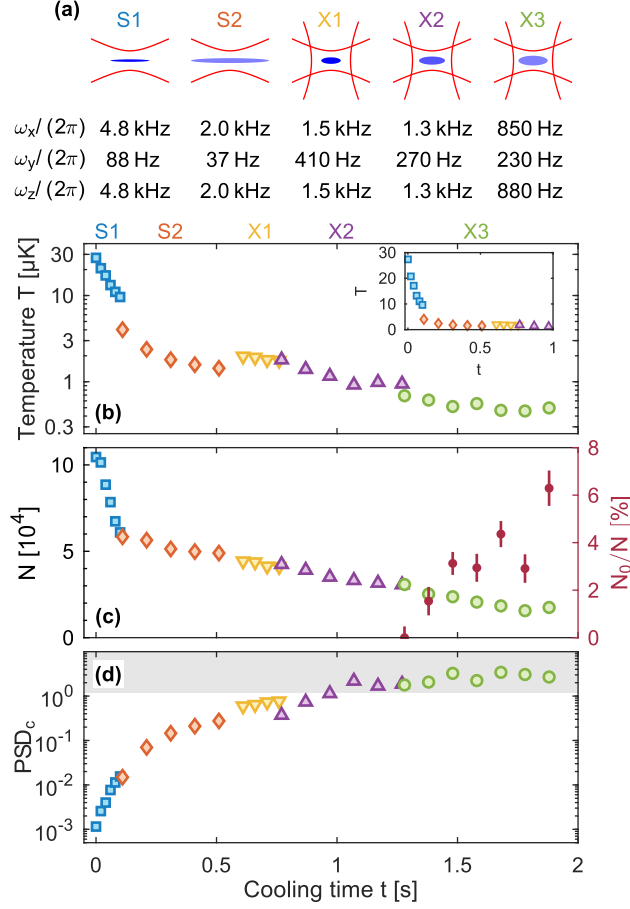 (a)
S1 S2 X1 X2 X3
ωx/(2π) 4.8 kHz 2.0 kHz 1.5 kHz 1.3 kHz 850 Hz
ωy/(2π) 88 Hz 37 Hz 410 Hz 270 Hz 230 Hz
ωz/(2π) 4.8 kHz 2.0 kHz 1.5 kHz 1.3 kHz 880 Hz
S1 S2 X1 X2 X3
Temperature T [µK]
30
10
3
1
0.3
(b)
T
30
20
10
0
0 0.5 1
t
N [10⁴]
10
5
0
(c)
8
6
4
2
0
N₀/N [%]
PSDc
10⁰
10⁻¹
10⁻²
10⁻³
(d)
0 0.5 1 1.5 2
Cooling time t [s]